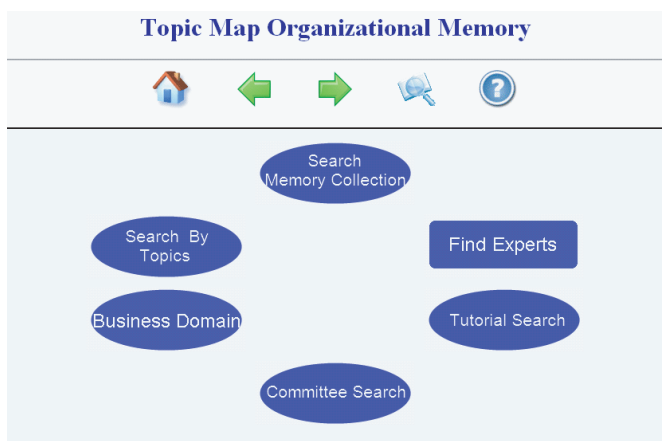 Topic Map Organizational Memory
?
Search
Memory Collection
Search By
Topics
Find Experts
Business Domain
Tutorial Search
Committee Search